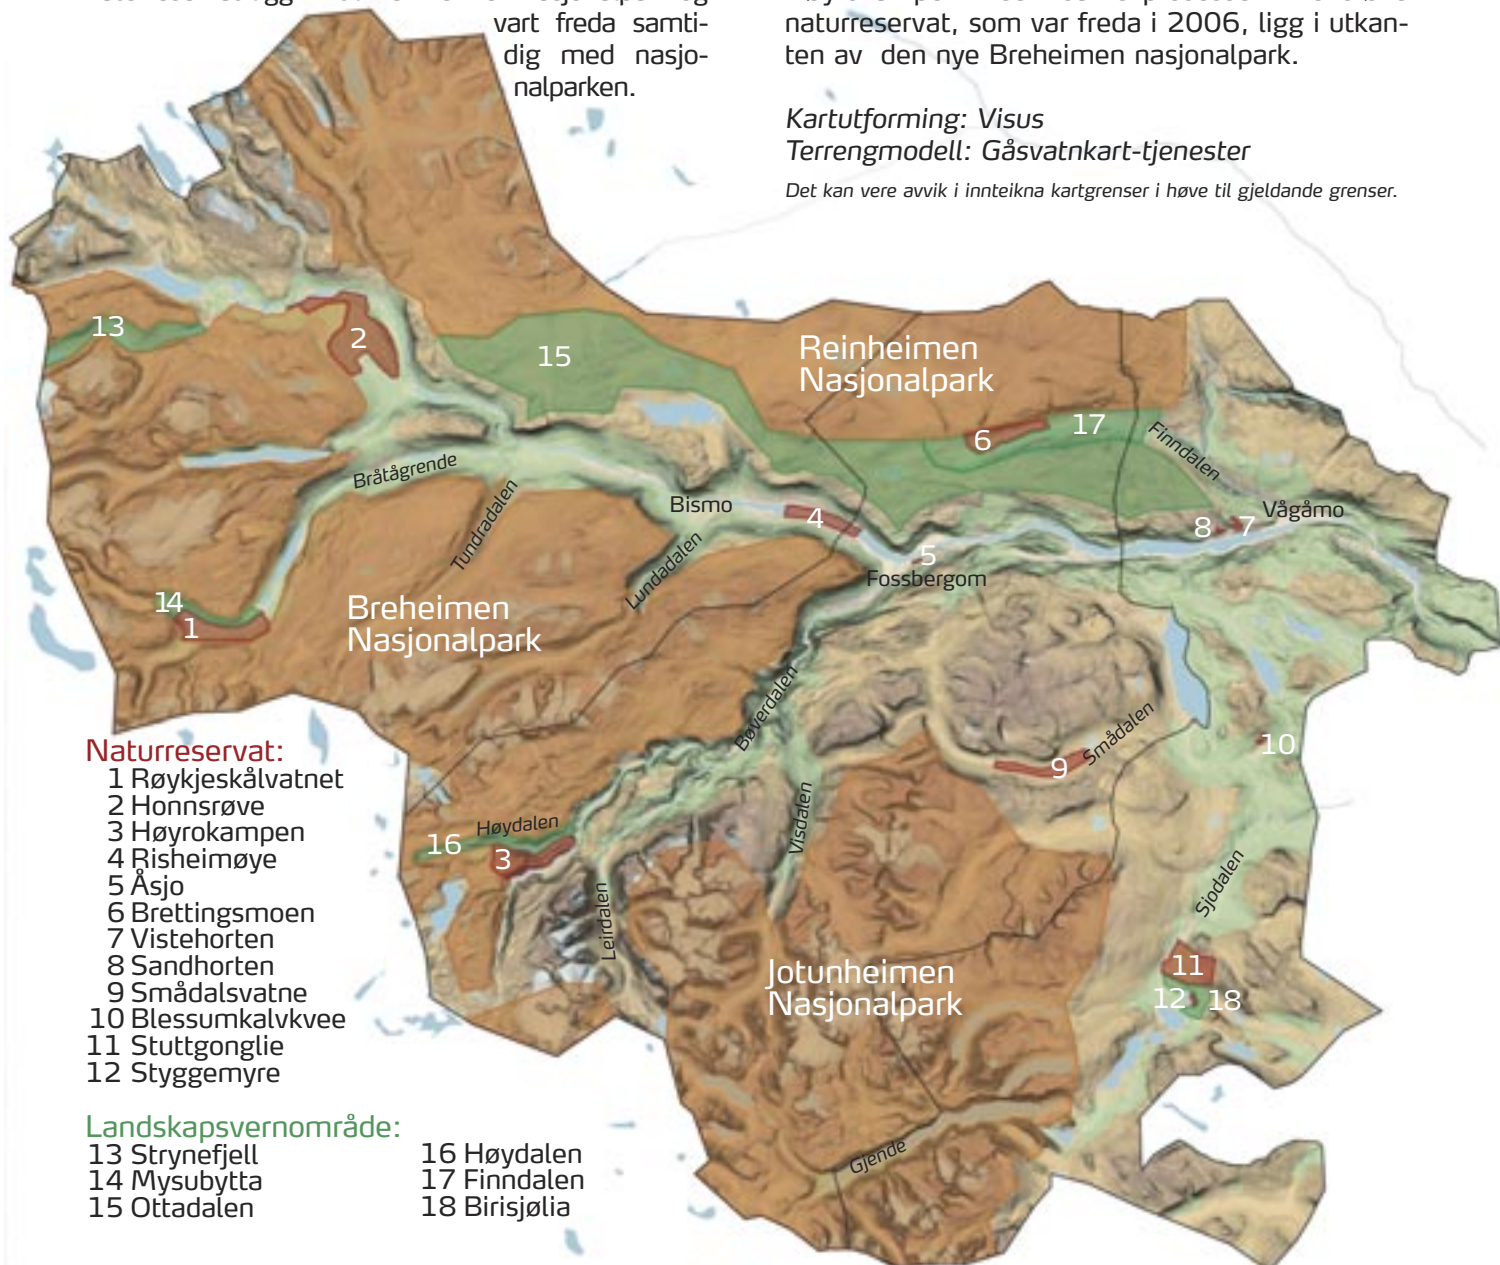 vart freda samti-
dig med nasjo-
nalparken.
naturreservat, som var freda i 2006, ligg i utkan-
ten av den nye Breheimen nasjonalpark.
Kartutforming: Visus
Terrengmodell: Gåsvatnkart-tjenester
Det kan vere avvik i innteikna kartgrenser i høve til gjeldande grenser.
13
2
15
Reinheimen
Nasjonalpark
6
17
Finndalen
Bråtågrende
Tundradalen
Bismo
4
Lundadalen
5
Fossbergom
8
7
Vågåmo
14
1
Breheimen
Nasjonalpark
Bøverdalen
Smådalen
9
10
Visdalen
Høydalen
16
3
Leirdalen
Sjodalen
Jotunheimen
Nasjonalpark
11
12
18
Gjende
Naturreservat:
1 Røykjeskålvatnet
2 Honnsrøve
3 Høyrokampen
4 Risheimøye
5 Åsjo
6 Brettingsmoen
7 Vistehorten
8 Sandhorten
9 Smådalsvatne
10 Blessumkalvkvee
11 Stuttgonglie
12 Styggemyre
Landskapsvernområde:
13 Strynefjell
14 Mysubytta
15 Ottadalen
16 Høydalen
17 Finndalen
18 Birisjølia